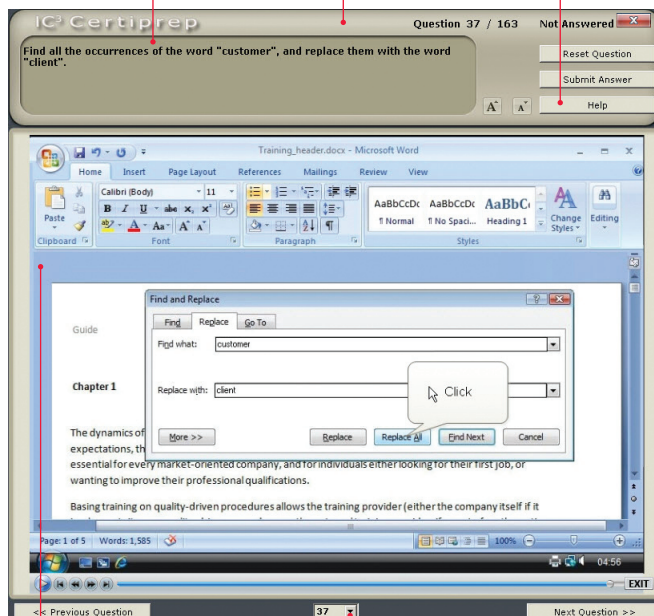 IC³ Certiprep
Question 37 / 163
Not Answered
Find all the occurrences of the word "customer", and replace them with the word
"client".
Reset Question
Submit Answer
Help
A A
Training_header.docx - Microsoft Word
Home Insert Page Layout References Mailings Review View
Calibri (Body) 11
Paste
B I U abe x, x²
Aa A A
AaBbCcDc AaBbCcDc AaBbC
¶ Normal ¶ No Spaci... Heading 1
Change
Styles
Editing
Clipboard Font Paragraph Styles
Find and Replace
Find Replace Go To
Guide
Find what: customer
Chapter 1
Replace with: client
Click
More >> Replace Replace All Find Next Cancel
The dynamics of
expectations, th
essential for every market-oriented company, and for individuals either looking for their first job, or
wanting to improve their professional qualifications.
Basing training on quality-driven procedures allows the training provider (either the company itself if it
Page: 1 of 5 Words: 1,585 100%
04:56
EXIT
<< Previous Question 37 Next Question >>